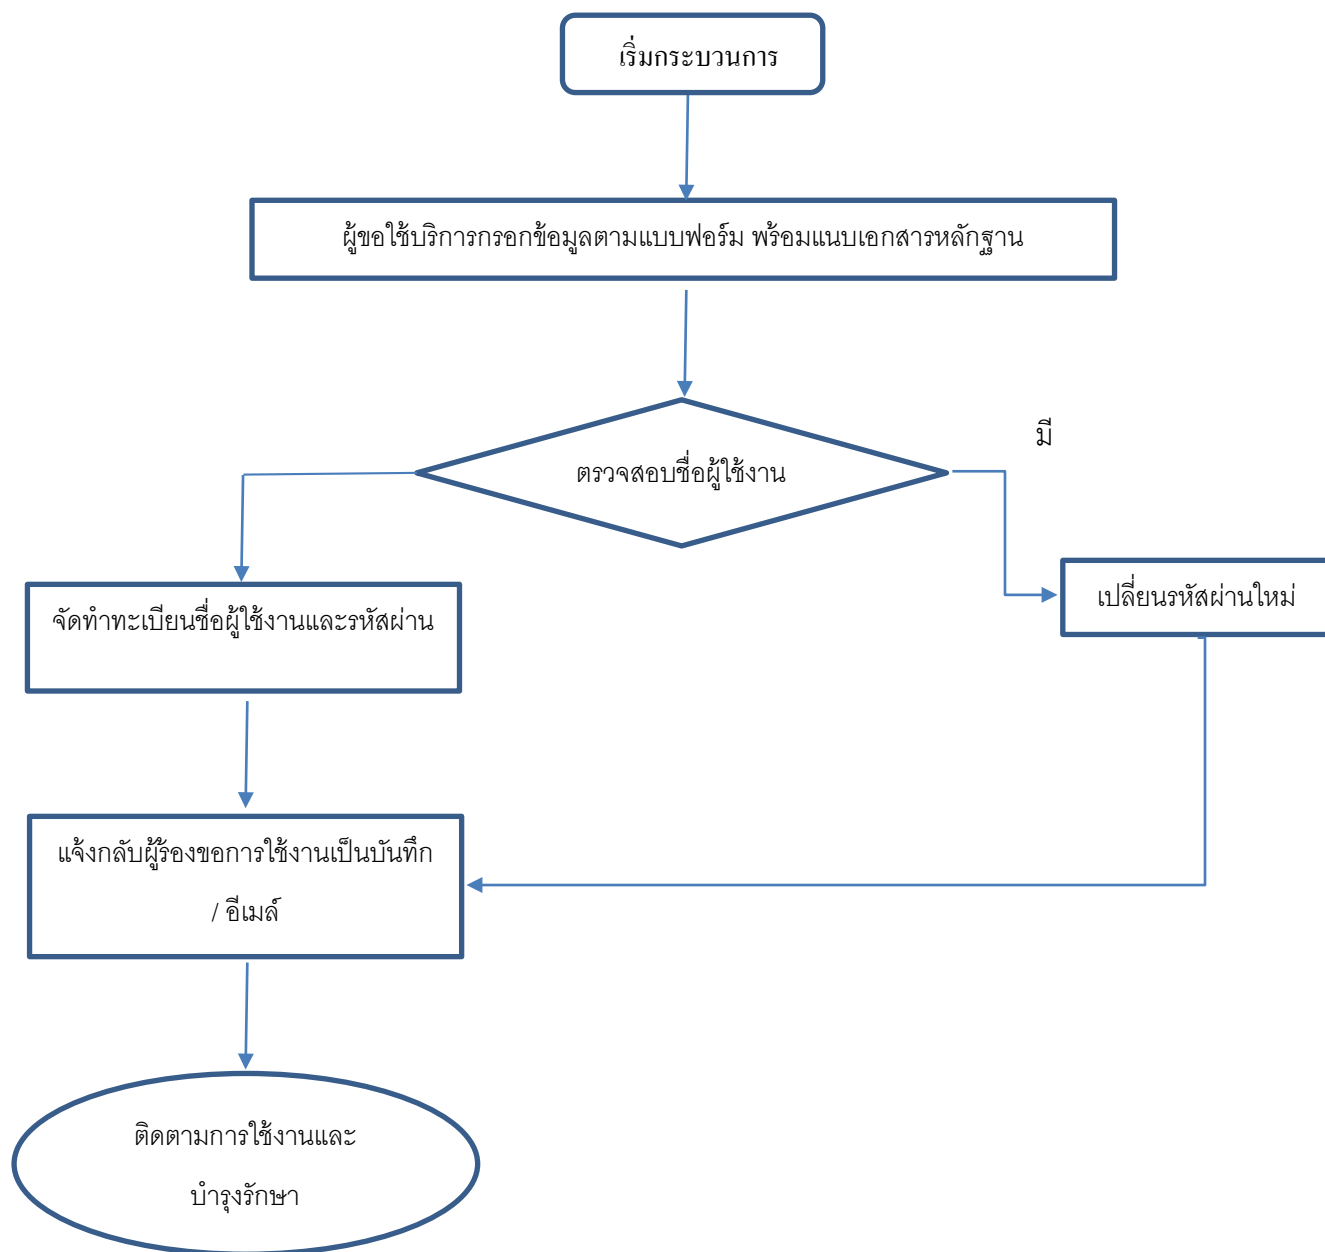 เริ่มกระบวนการ
ผู้ขอใช้บริการกรอกข้อมูลตามแบบฟอร์ม พร้อมแนบเอกสารหลักฐาน
มี
ตรวจสอบชื่อผู้ใช้งาน
จัดทำทะเบียนชื่อผู้ใช้งานและรหัสผ่าน
เปลี่ยนรหัสผ่านใหม่
แจ้งกลับผู้ร้องขอการใช้งานเป็นบันทึก
/ อีเมล์
ติดตามการใช้งานและ
บำรุงรักษา